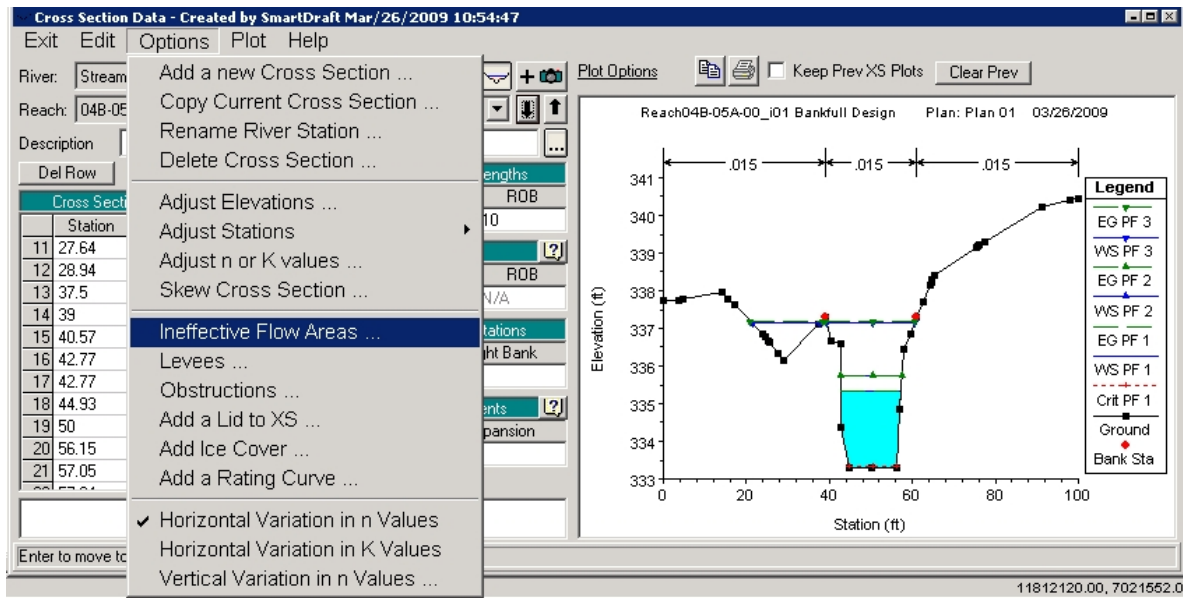 Cross Section Data - Created by SmartDraft Mar/26/2009 10:54:47
Exit Edit Options Plot Help
River: Stream
Reach: 04B-05
Description
Del Row
Cross Secti
Station
11 27.64
12 28.94
13 37.5
14 39
15 40.57
16 42.77
17 42.77
18 44.93
19 50
20 56.15
21 57.05
Enter to move to
Add a new Cross Section ...
Copy Current Cross Section ...
Rename River Station ...
Delete Cross Section ...
Adjust Elevations ...
Adjust Stations
Adjust n or K values ...
Skew Cross Section ...
Ineffective Flow Areas ...
Levees ...
Obstructions ...
Add a Lid to XS ...
Add Ice Cover ...
Add a Rating Curve ...
Horizontal Variation in n Values
Horizontal Variation in K Values
Vertical Variation in n Values ...
engths
ROB
10
ROB
N/A
tations
ght Bank
ents
pansion
Plot Options Keep Prev XS Plots Clear Prev
Reach04B-05A-00_i01 Bankfull Design Plan: Plan 01 03/26/2009
.015 .015 .015
341
340
339
338
337
336
335
334
333
Elevation (ft)
0 20 40 60 80 100
Station (ft)
Legend
EG PF 3
WS PF 3
EG PF 2
WS PF 2
EG PF 1
WS PF 1
Crit PF 1
Ground
Bank Sta
11812120.00, 7021552.0